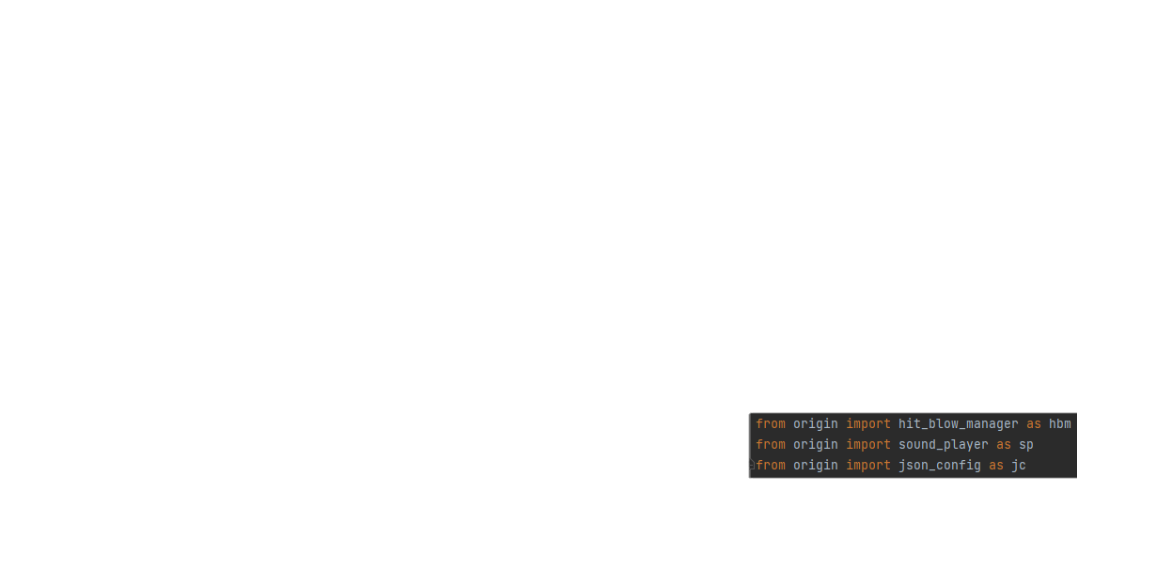 from origin import hit_blow_manager as hbm
from origin import sound_player as sp
from origin import json_config as jc